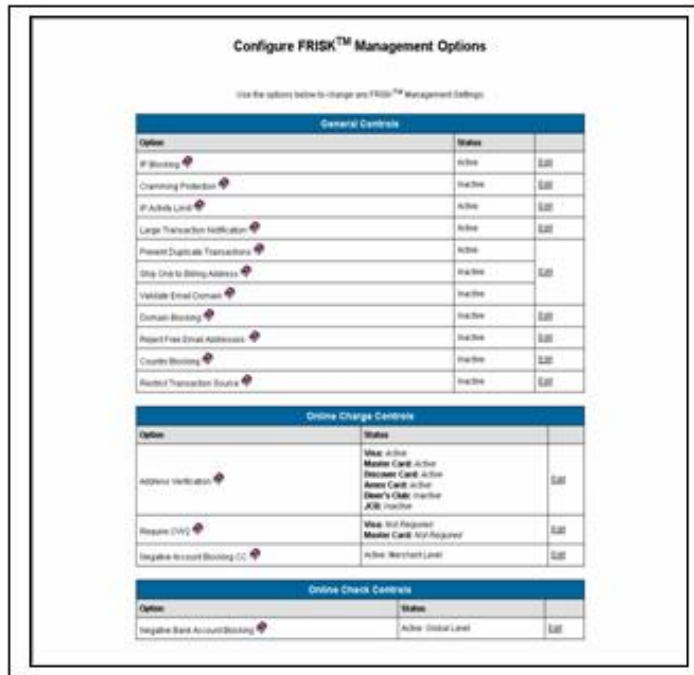 Configure FRISK™ Management Options
Use the options below to change any FRISK™ Management Settings
General Controls
Option Status
IP Blocking Active Edit
Cramming Protection Inactive Edit
IP Activity Limit Active Edit
Large Transaction Notification Active Edit
Prevent Duplicate Transactions Active
Ship Only to Billing Address Inactive Edit
Validate Email Domain Inactive
Domain Blocking Inactive Edit
Reject Free Email Addresses Inactive Edit
Country Blocking Inactive Edit
Restrict Transaction Source Inactive Edit
Online Charge Controls
Option Status
Address Verification Edit
Visa: Active
Master Card: Active
Discover Card: Active
Amex Card: Active
Diner's Club: Inactive
JCB: Inactive
Require CVV2 Edit
Visa: Not Required
Master Card: Not Required
Negative Account Blocking CC Active: Merchant Level Edit
Online Check Controls
Option Status
Negative Bank Account Blocking Active: Global Level Edit